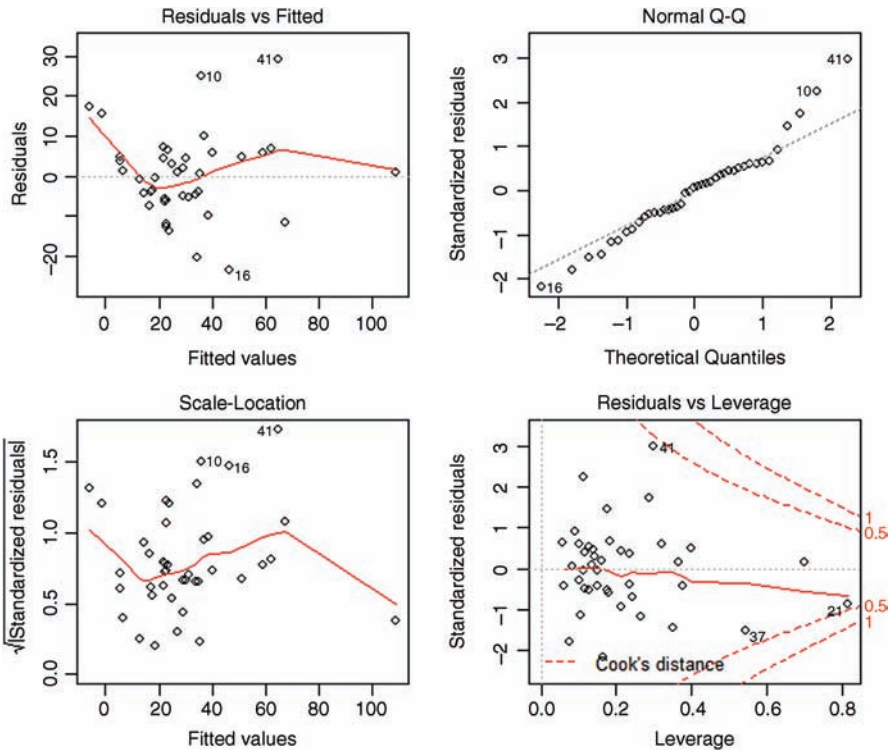 Residuals vs Fitted
Residuals
30
20
10
0
−20
41
10
16
0 20 40 60 80 100
Fitted values
Normal Q-Q
Standardized residuals
3
2
1
0
−1
−2
41
10
16
−2 −1 0 1 2
Theoretical Quantiles
Scale-Location
√|Standardized residuals|
1.5
1.0
0.5
0.0
41
10
16
0 20 40 60 80 100
Fitted values
Residuals vs Leverage
Standardized residuals
3
2
1
0
−1
−2
41
1
0.5
21
0.5
37
1
Cook's distance
0.0 0.2 0.4 0.6 0.8
Leverage